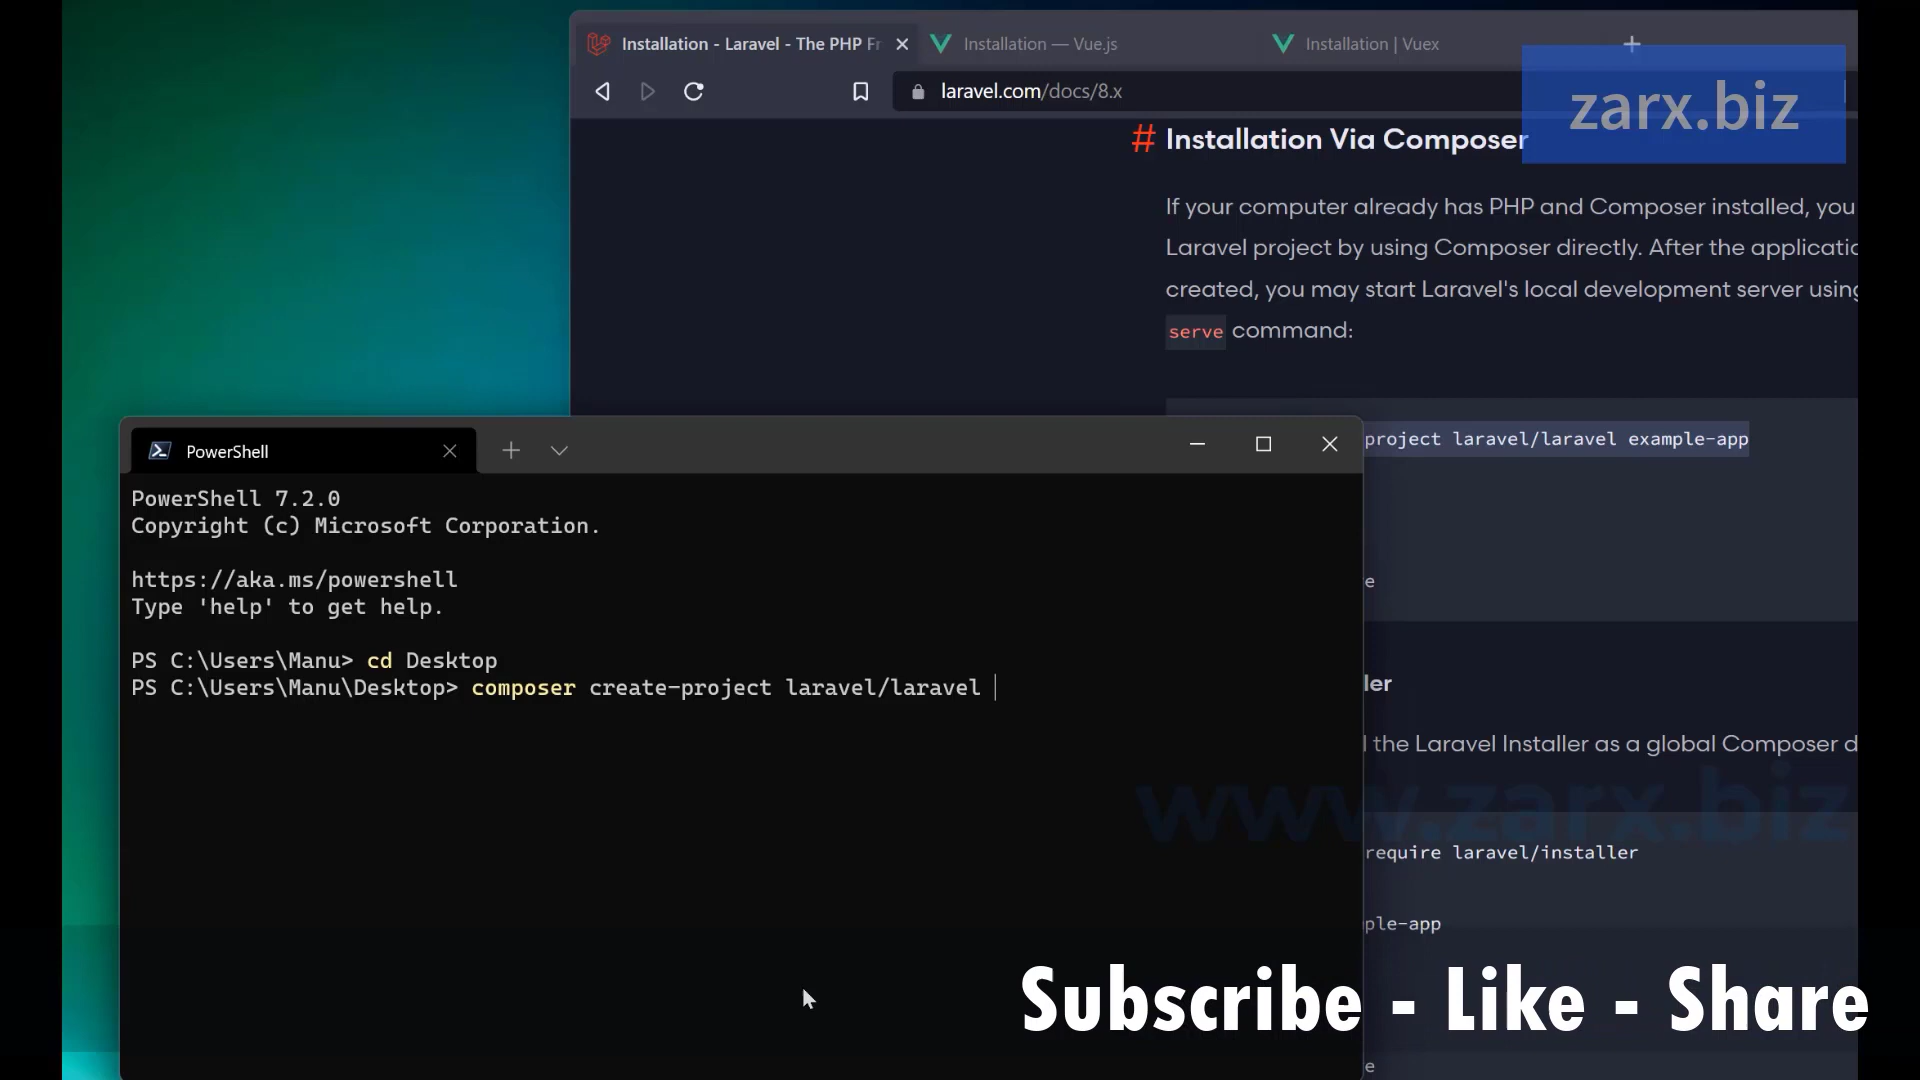 Installation - Laravel - The PHP Fr
Installation — Vue.js
Installation | Vuex
laravel.com/docs/8.x
zarx.biz
# Installation Via Composer
If your computer already has PHP and Composer installed, you
Laravel project by using Composer directly. After the applicatio
created, you may start Laravel's local development server using
serve command:
project laravel/laravel example-app
e
ler
l the Laravel Installer as a global Composer d
require laravel/installer
ple-app
e
PowerShell
PowerShell 7.2.0
Copyright (c) Microsoft Corporation.
https://aka.ms/powershell
Type 'help' to get help.
PS C:\Users\Manu> cd Desktop
PS C:\Users\Manu\Desktop> composer create-project laravel/laravel
www.zarx.biz
Subscribe - Like - Share